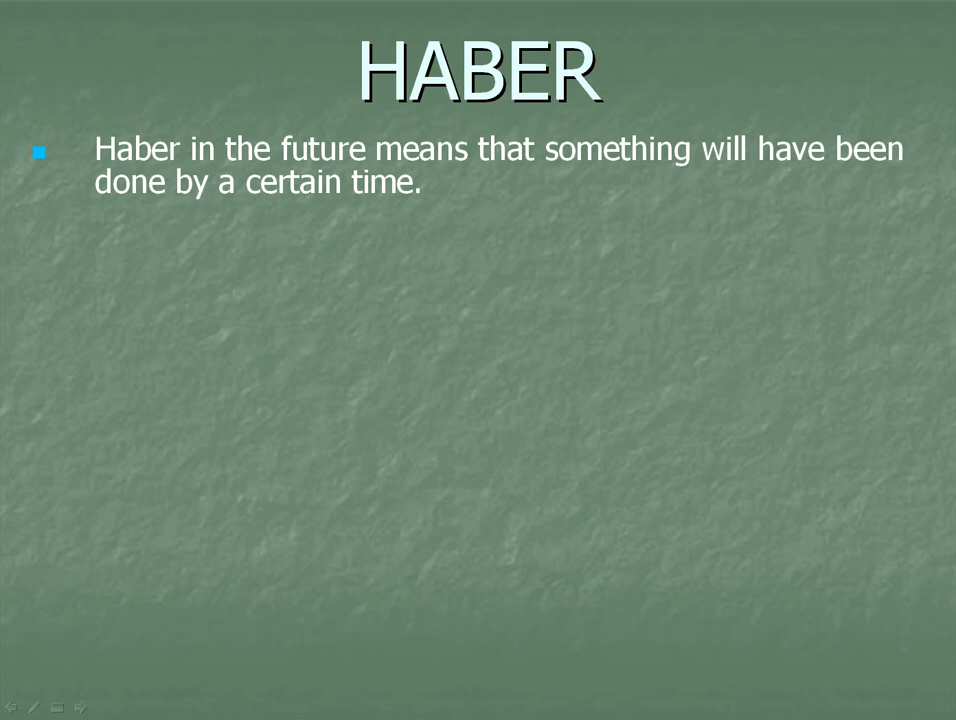 HABER
Haber in the future means that something will have been
done by a certain time.